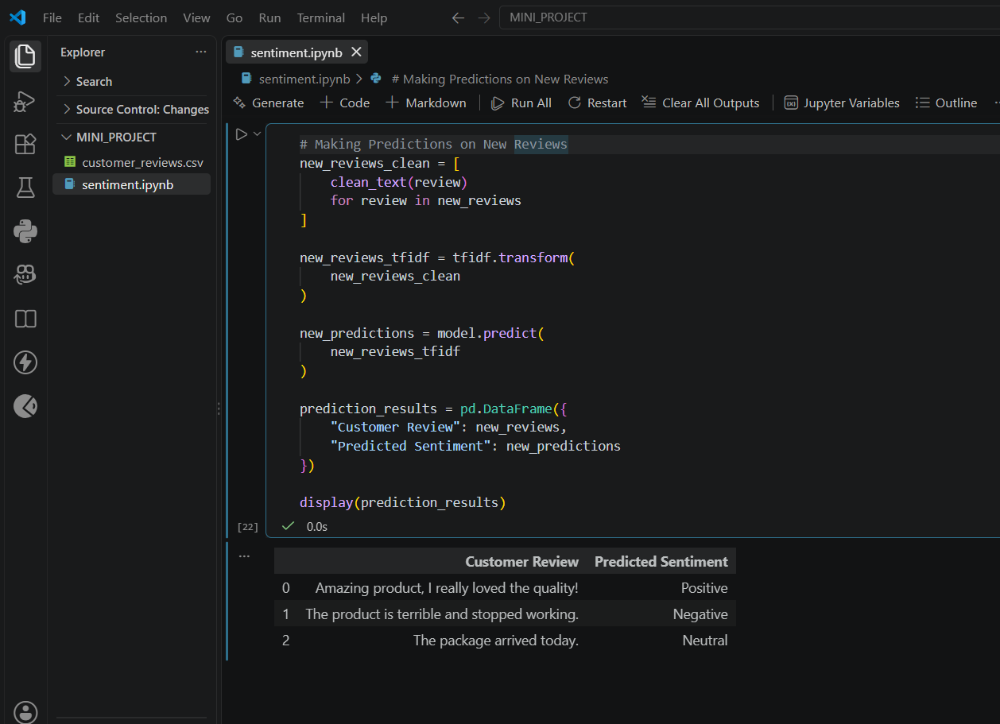 File Edit Selection View Go Run Terminal Help MINI_PROJECT
Explorer
Search
Source Control: Changes
MINI_PROJECT
customer_reviews.csv
sentiment.ipynb
sentiment.ipynb
sentiment.ipynb > # Making Predictions on New Reviews
Generate + Code + Markdown Run All Restart Clear All Outputs Jupyter Variables Outline
# Making Predictions on New Reviews
new_reviews_clean = [
    clean_text(review)
    for review in new_reviews
]
new_reviews_tfidf = tfidf.transform(
    new_reviews_clean
)
new_predictions = model.predict(
    new_reviews_tfidf
)
prediction_results = pd.DataFrame({
    "Customer Review": new_reviews,
    "Predicted Sentiment": new_predictions
})
display(prediction_results)
[22] 0.0s
Customer Review Predicted Sentiment
0 Amazing product, I really loved the quality! Positive
1 The product is terrible and stopped working. Negative
2 The package arrived today. Neutral